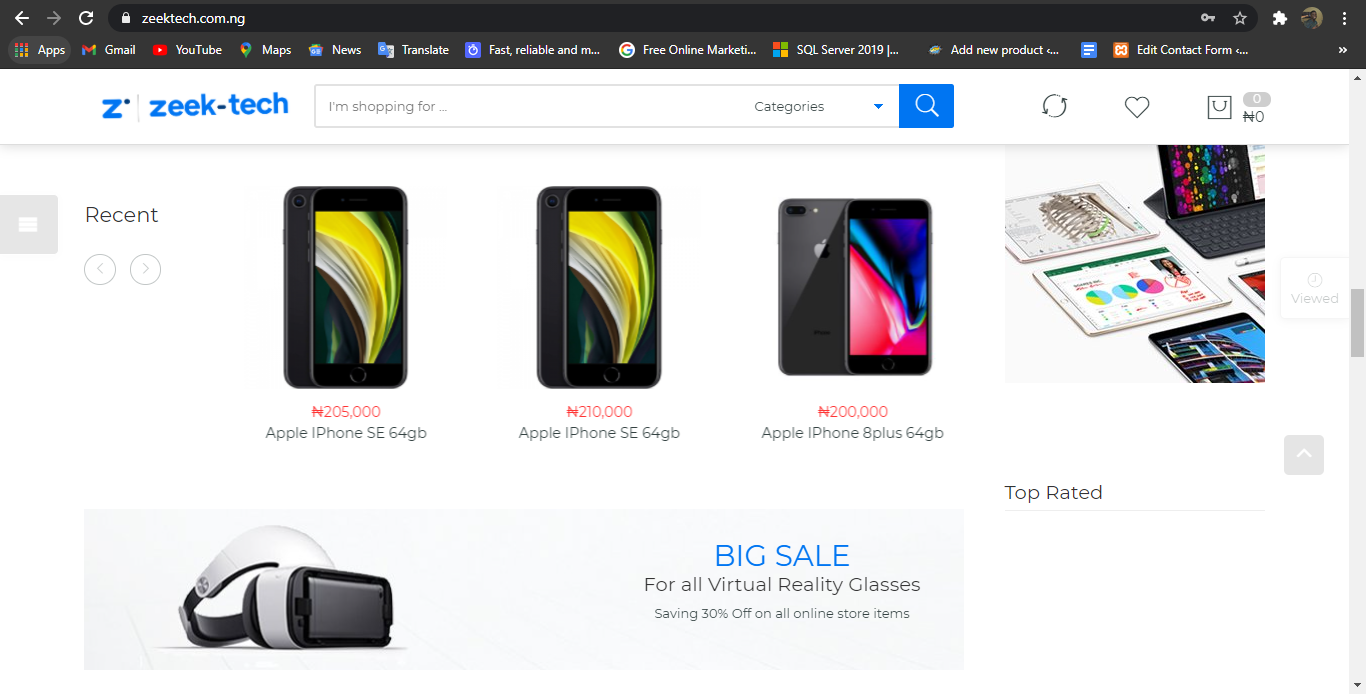 zeektech.com.ng
Apps Gmail YouTube Maps News Translate Fast, reliable and m... Free Online Marketi... SQL Server 2019 |... Add new product ‹... Edit Contact Form ‹... »
zeek-tech
I'm shopping for ... Categories
0
₦0
Recent
Viewed
₦205,000 ₦210,000 ₦200,000
Apple IPhone SE 64gb Apple IPhone SE 64gb Apple IPhone 8plus 64gb
Top Rated
BIG SALE
For all Virtual Reality Glasses
Saving 30% Off on all online store items